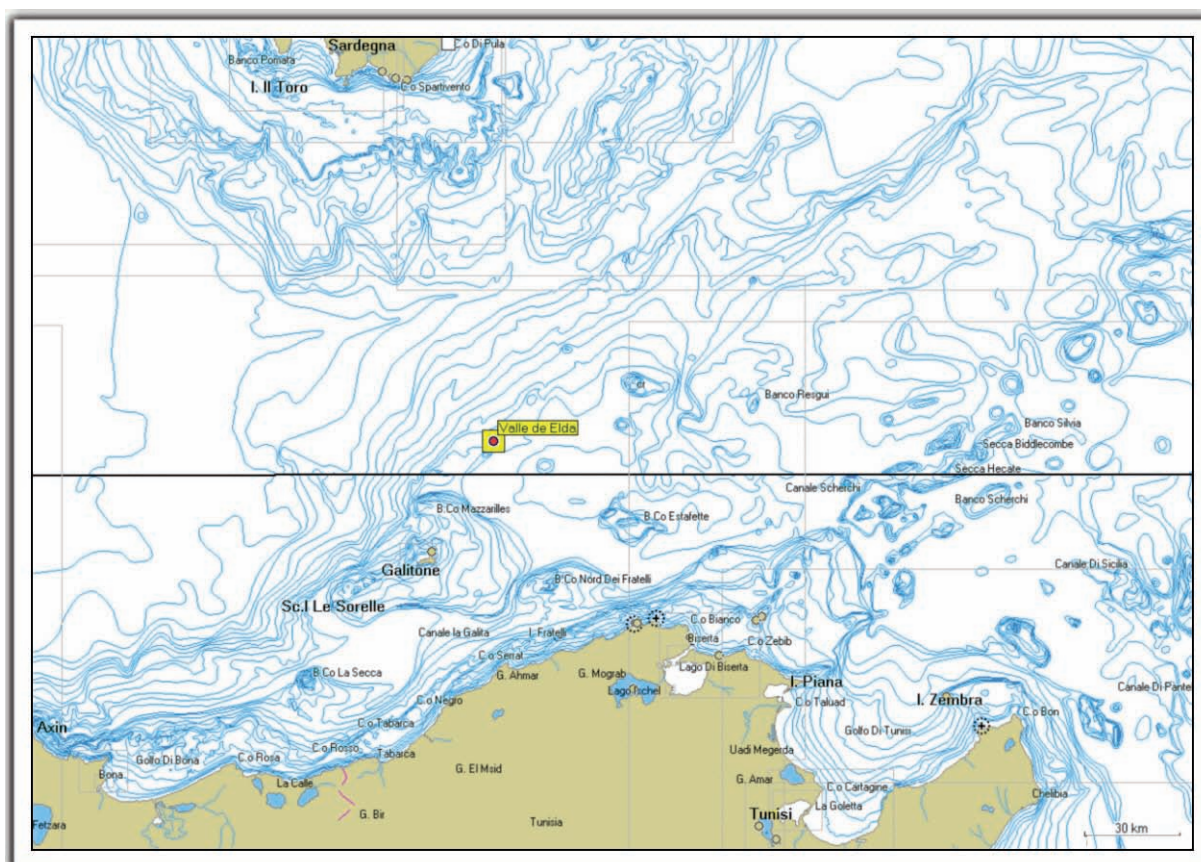 Sardegna
C.o Di Pula
Banco Pomata
I. Il Toro
C.o Spartivento
Banco Resgui
Valle de Elda
Banco Silvia
Secca Biddlecombe
Secca Hecate
Canale Scherchi
Banco Scherchi
B.Co Mazzarilles
B.Co Estafette
Galitone
Canale Di Sicilia
B.Co Nord Dei Fratelli
Sc.I Le Sorelle
Canale la Galita
I. Fratelli
C.o Bianco
Biserta
C.o Zebib
C.o Serrat
G. Ahmar
G. Mograb
Lago Di Biserta
B.Co La Secca
Lago Ischel
I. Piana
Canale Di Pante
C.o Negro
C.o Taluad
I. Zembra
C.o Bon
Axin
C.o Tabarca
Golfo Di Tunisi
C.o Rosso
Tabarca
Uadi Megerda
Golfo Di Bona
C.o Rosa
Bona
La Calle
G. El Msid
G. Amar
C.o Cartagine
Chelibia
La Goletta
G. Bir
Tunisia
Tunisi
Fetzara
30 km